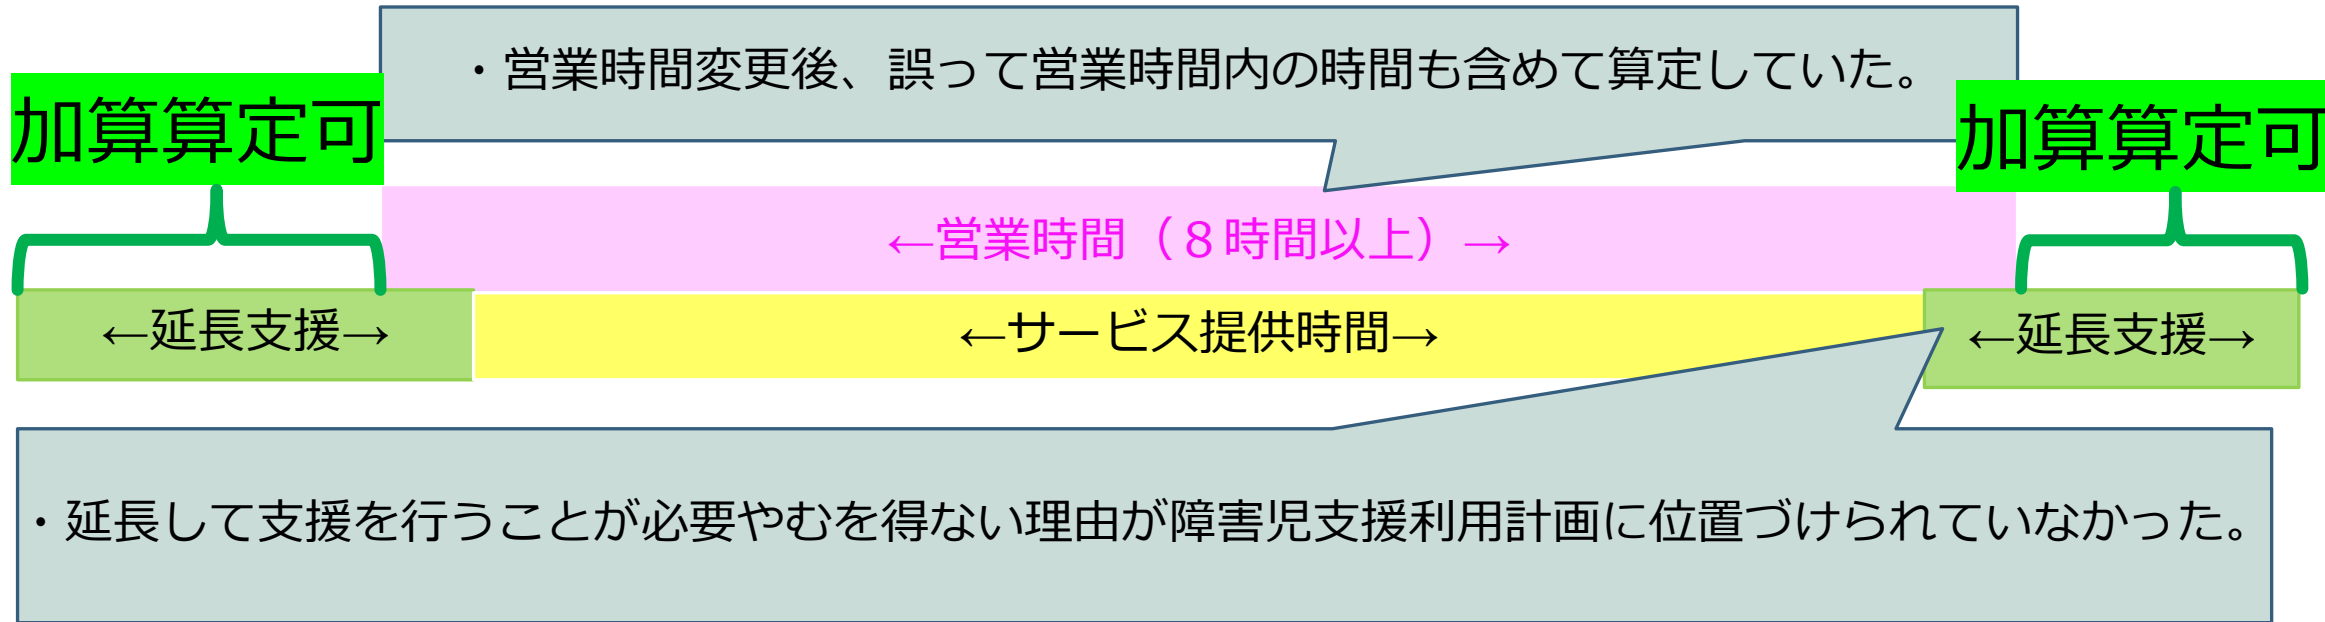 ・営業時間変更後、誤って営業時間内の時間も含めて算定していた。
加算算定可
加算算定可
←営業時間（８時間以上）→
←延長支援→
←サービス提供時間→
←延長支援→
・延長して支援を行うことが必要やむを得ない理由が障害児支援利用計画に位置づけられていなかった。